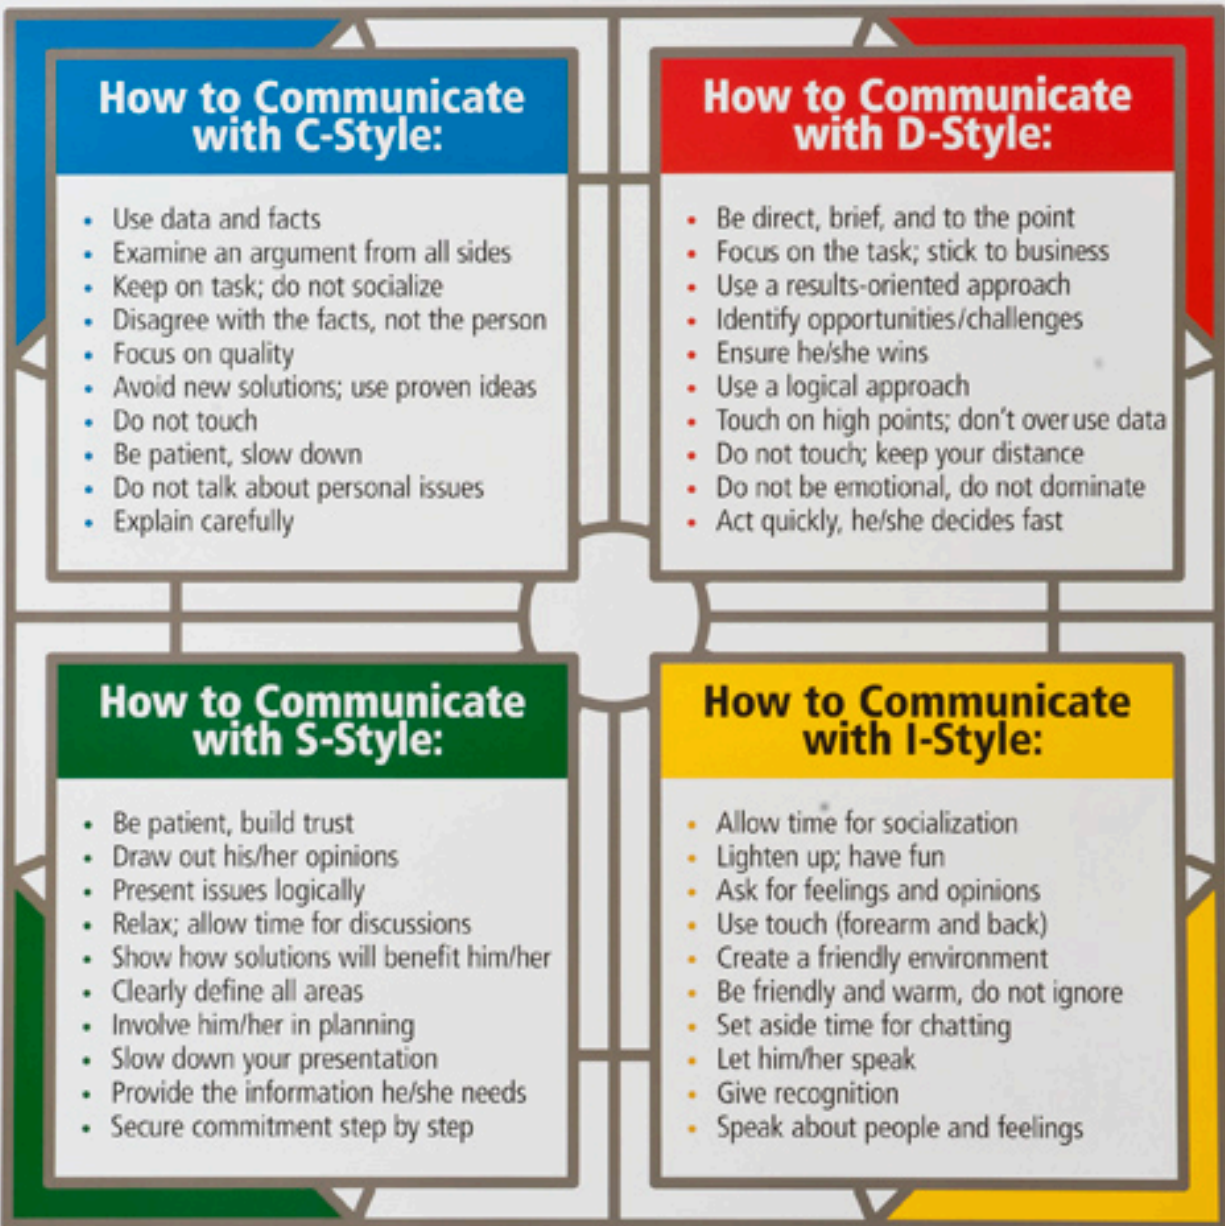 How to Communicate
with C-Style:
• Use data and facts
• Examine an argument from all sides
• Keep on task; do not socialize
• Disagree with the facts, not the person
• Focus on quality
• Avoid new solutions; use proven ideas
• Do not touch
• Be patient, slow down
• Do not talk about personal issues
• Explain carefully
How to Communicate
with D-Style:
• Be direct, brief, and to the point
• Focus on the task; stick to business
• Use a results-oriented approach
• Identify opportunities/challenges
• Ensure he/she wins
• Use a logical approach
• Touch on high points; don't overuse data
• Do not touch; keep your distance
• Do not be emotional, do not dominate
• Act quickly, he/she decides fast
How to Communicate
with S-Style:
• Be patient, build trust
• Draw out his/her opinions
• Present issues logically
• Relax; allow time for discussions
• Show how solutions will benefit him/her
• Clearly define all areas
• Involve him/her in planning
• Slow down your presentation
• Provide the information he/she needs
• Secure commitment step by step
How to Communicate
with I-Style:
• Allow time for socialization
• Lighten up; have fun
• Ask for feelings and opinions
• Use touch (forearm and back)
• Create a friendly environment
• Be friendly and warm, do not ignore
• Set aside time for chatting
• Let him/her speak
• Give recognition
• Speak about people and feelings